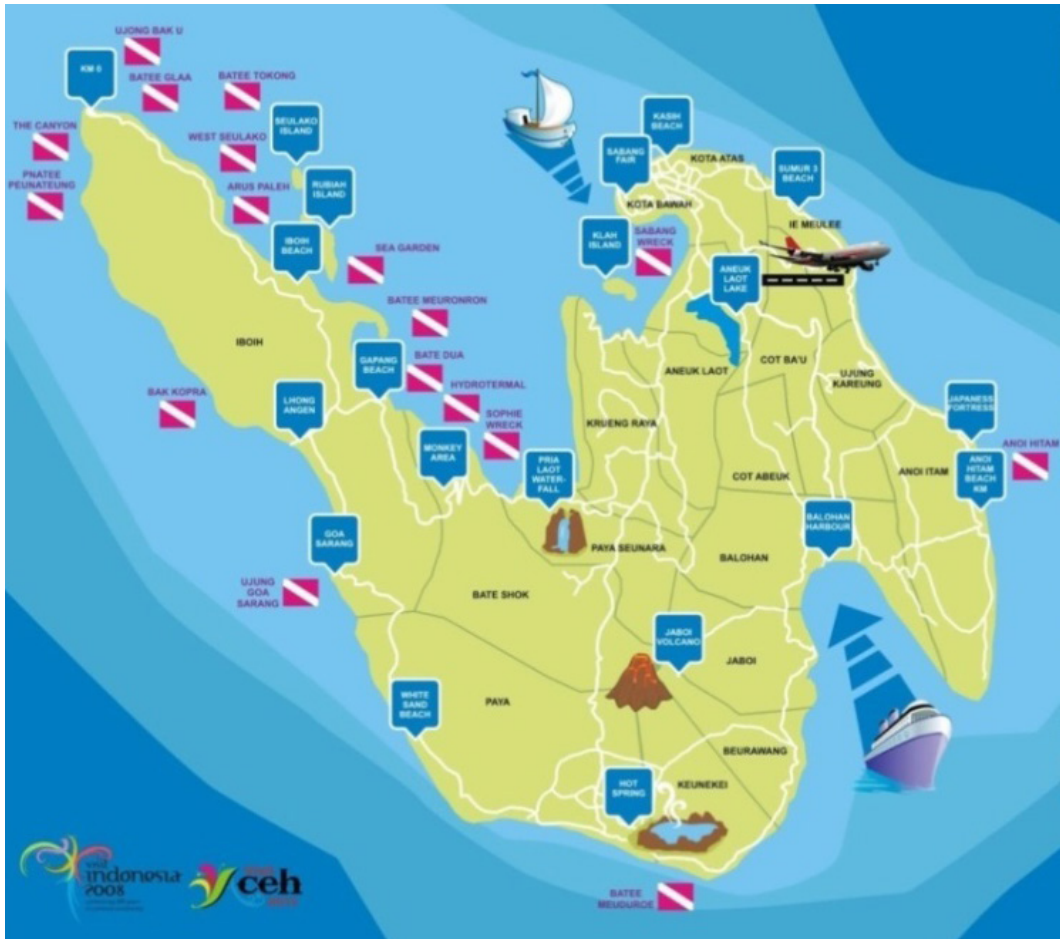 UJONG BAK U
KM 0
BATEE GLAA
BATEE TOKONG
THE CANYON
SEULAKO
ISLAND
WEST SEULAKO
PNATEE
PEUNATEUNG
ARUS PALEH
RUBIAH
ISLAND
IBOIH
BEACH
SEA GARDEN
KASIH
BEACH
SABANG
FAIR
KOTA ATAS
SUMUR 3
BEACH
KOTA BAWAH
IE MEULEE
KLAH
ISLAND
SABANG
WRECK
ANEUK
LAOT
LAKE
BATEE MEURONRON
IBOIH
GAPANG
BEACH
BATE DUA
HYDROTERMAL
SOPHIE
WRECK
BAK KOPRA
LHONG
ANGEN
MONKEY
AREA
PRIA
LAOT
WATER-
FALL
ANEUK LAOT
COT BA'U
UJUNG
KAREUNG
KRUENG RAYA
JAPANESS
FORTRESS
ANOI HITAM
ANOI
HITAM
BEACH
KM
ANOI ITAM
COT ABEUK
BALOHAN
HARBOUR
GOA
SARANG
PAYA SEUNARA
BALOHAN
UJUNG
GOA
SARANG
BATE SHOK
JABOI
VOLCANO
JABOI
WHITE
SAND
BEACH
PAYA
BEURAWANG
HOT
SPRING
KEUNEKEI
BATEE
MEUDUROE
visit
indonesia
2008
ceh